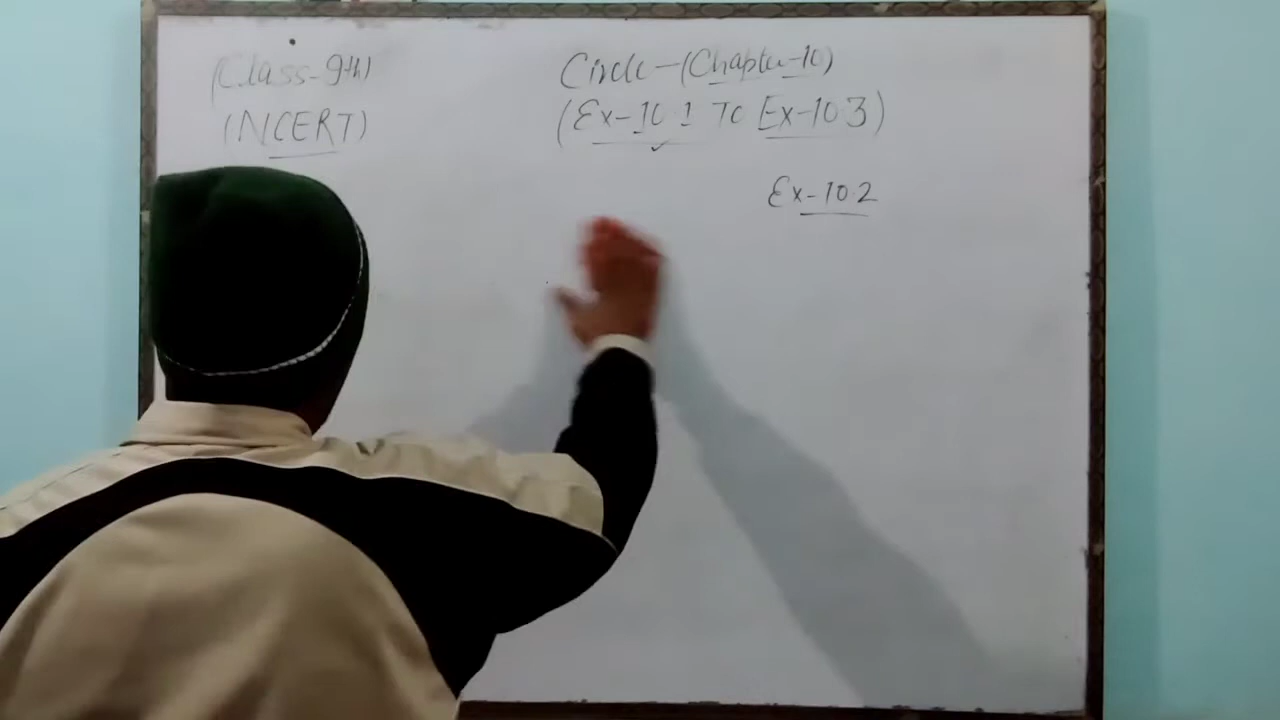 (Class-9th)
(NCERT)
Circle-(Chapter-10)
(Ex-10.1 To Ex-10.3)
Ex-10.2